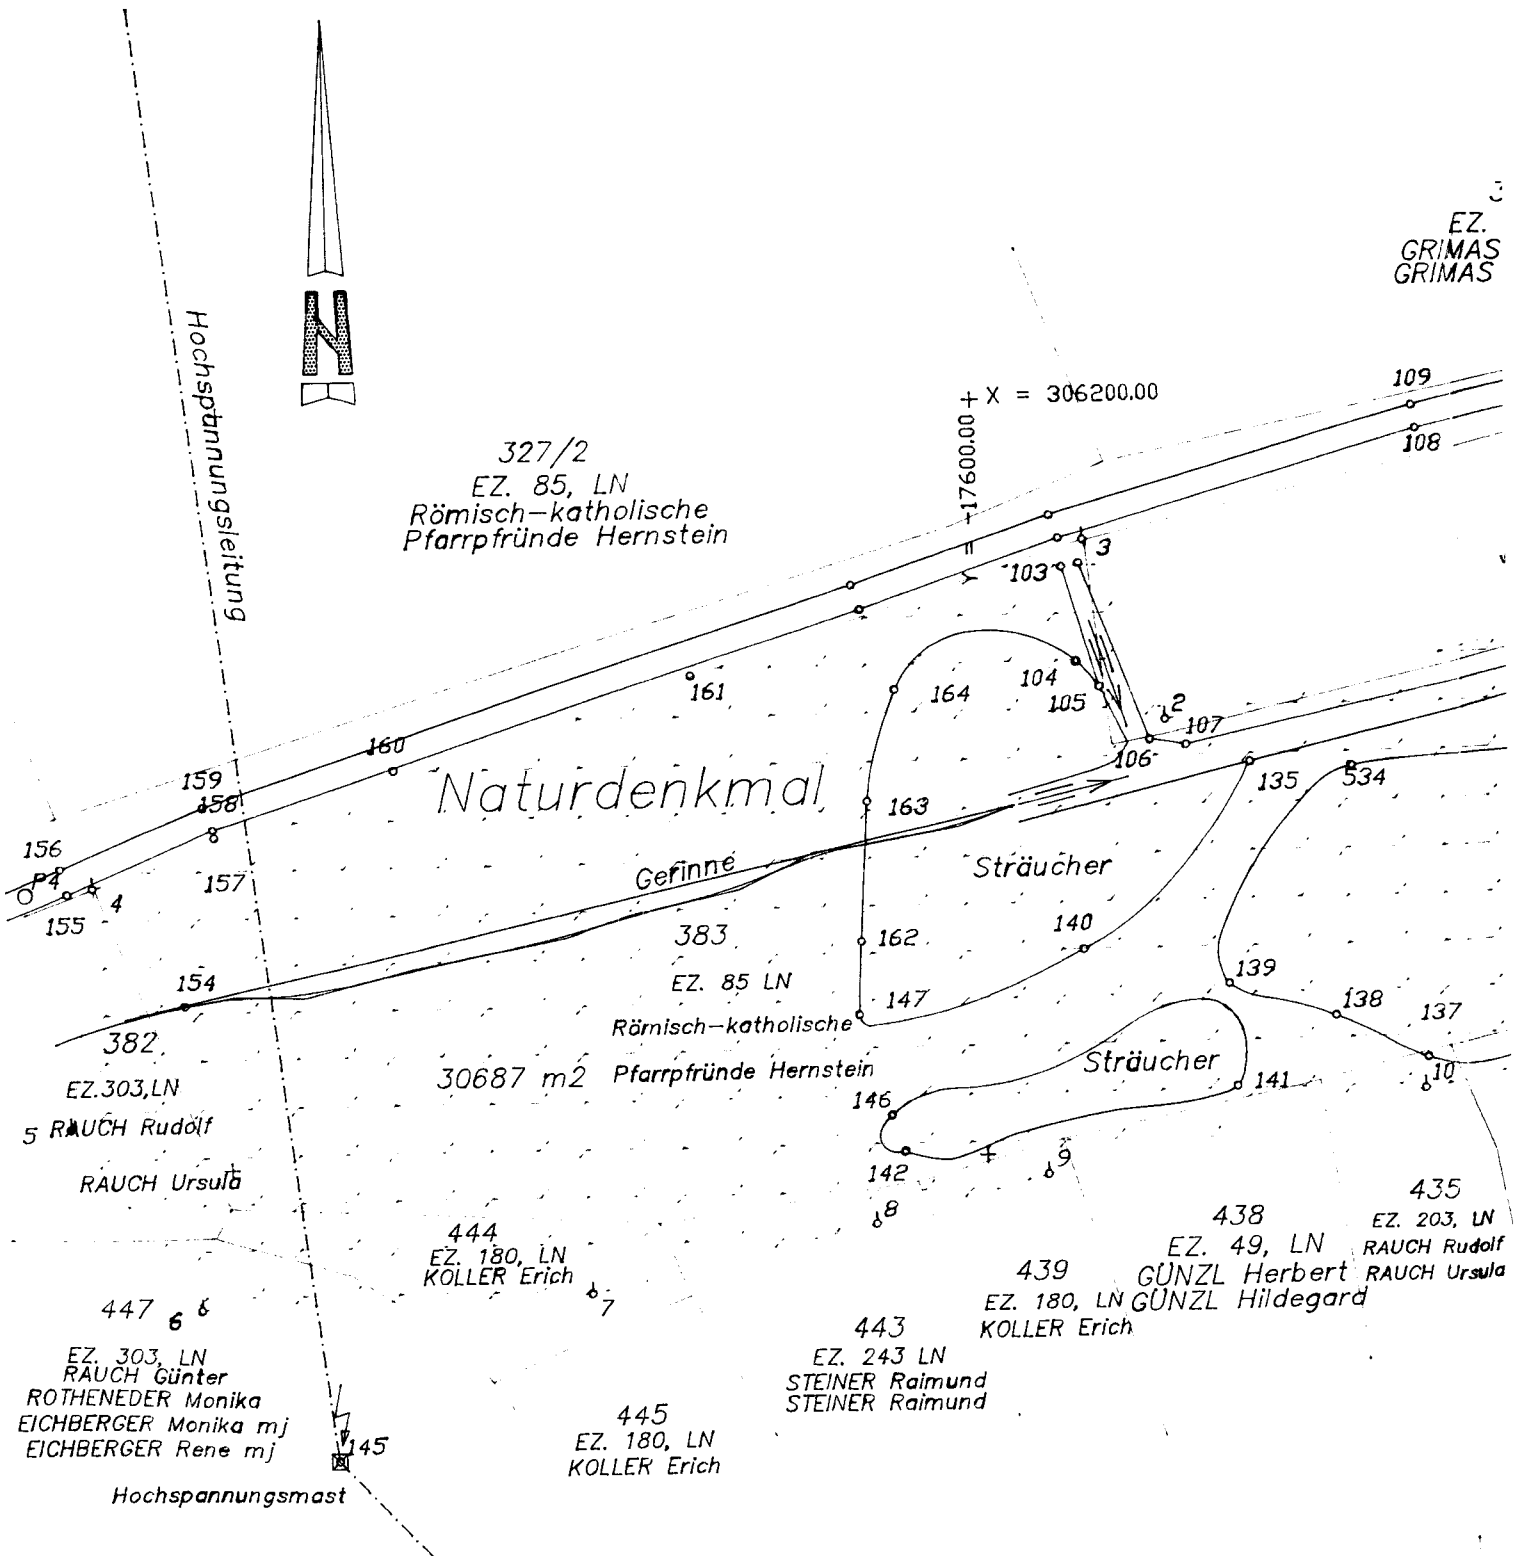 EZ.
GRIMAS
GRIMAS
N
Hochspannungsleitung
109
Y = -17600.00
X = 306200.00
108
327/2
EZ. 85, LN
Römisch-katholische
Pfarrpfründe Hernstein
3
103
161
164
104
105
2
107
106
135
534
160
159
158
Naturdenkmal
163
156
4
155
4
157
Gerinne
Sträucher
383
162
140
154
EZ. 85 LN
139
147
138
137
382
Römisch-katholische
30687 m2
Pfarrpfründe Hernstein
Sträucher
141
10
146
EZ.303,LN
5
RAUCH Rudolf
142
9
RAUCH Ursula
8
444
EZ. 180, LN
KOLLER Erich
7
438
EZ. 49, LN
GÜNZL Herbert
GÜNZL Hildegard
435
EZ. 203, LN
RAUCH Rudolf
RAUCH Ursula
439
EZ. 180, LN
KOLLER Erich
447
6
EZ. 303, LN
RAUCH Günter
ROTHENEDER Monika
EICHBERGER Monika mj
EICHBERGER Rene mj
443
EZ. 243 LN
STEINER Raimund
STEINER Raimund
445
EZ. 180, LN
KOLLER Erich
145
Hochspannungsmast